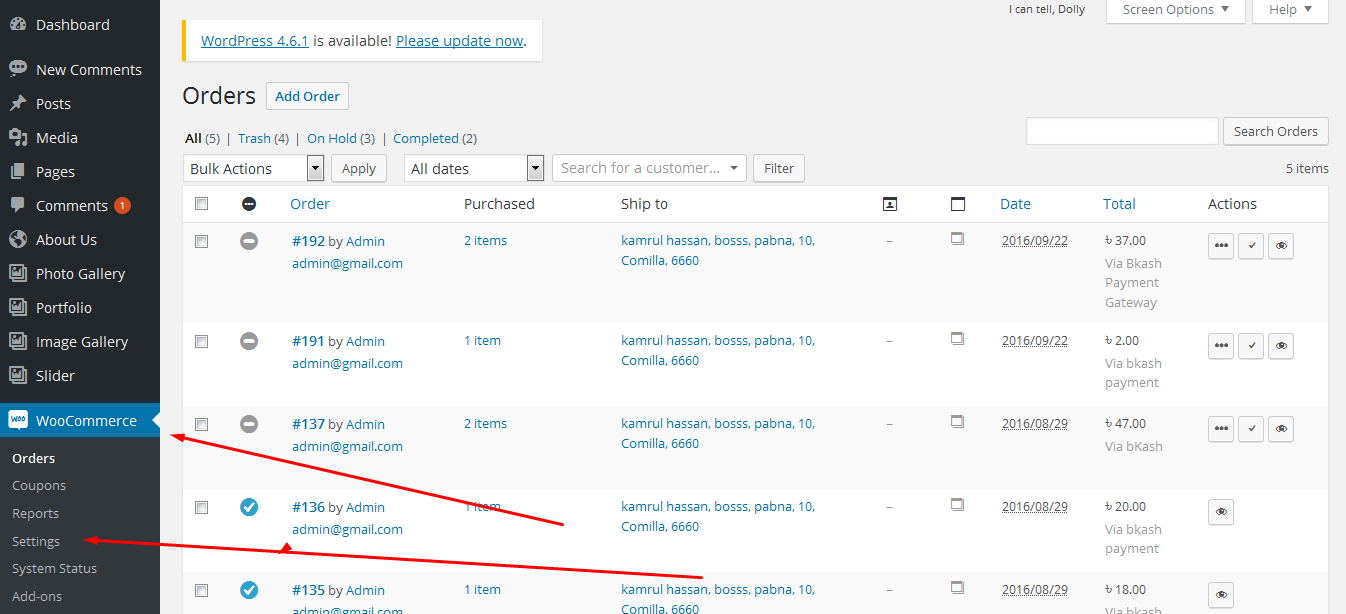 I can tell, Dolly
Screen Options
Help
Dashboard
New Comments
Posts
Media
Pages
Comments 1
About Us
Photo Gallery
Portfolio
Image Gallery
Slider
woo WooCommerce
Orders
Coupons
Reports
Settings
System Status
Add-ons
WordPress 4.6.1 is available! Please update now.
Orders Add Order
All (5) | Trash (4) | On Hold (3) | Completed (2)
Search Orders
Bulk Actions Apply All dates Search for a customer... Filter 5 items
Order Purchased Ship to Date Total Actions
#192 by Admin 2 items kamrul hassan, bosss, pabna, 10, – 2016/09/22 ৳ 37.00
admin@gmail.com Comilla, 6660 Via Bkash
Payment
Gateway
#191 by Admin 1 item kamrul hassan, bosss, pabna, 10, – 2016/09/22 ৳ 2.00
admin@gmail.com Comilla, 6660 Via bkash
payment
#137 by Admin 2 items kamrul hassan, bosss, pabna, 10, – 2016/08/29 ৳ 47.00
admin@gmail.com Comilla, 6660 Via bKash
#136 by Admin 1 item kamrul hassan, bosss, pabna, 10, – 2016/08/29 ৳ 20.00
admin@gmail.com Comilla, 6660 Via bkash
payment
#135 by Admin 1 item kamrul hassan, bosss, pabna, 10, – 2016/08/29 ৳ 18.00
admin@gmail.com Comilla, 6660 Via bkash